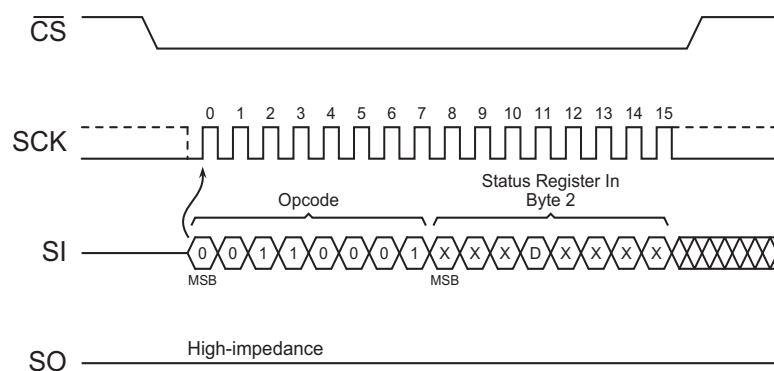 CS
0 1 2 3 4 5 6 7 8 9 10 11 12 13 14 15
SCK
Status Register In
Byte 2
Opcode
SI
0 0 1 1 0 0 0 1 X X X D X X X X
MSB MSB
High-impedance
SO